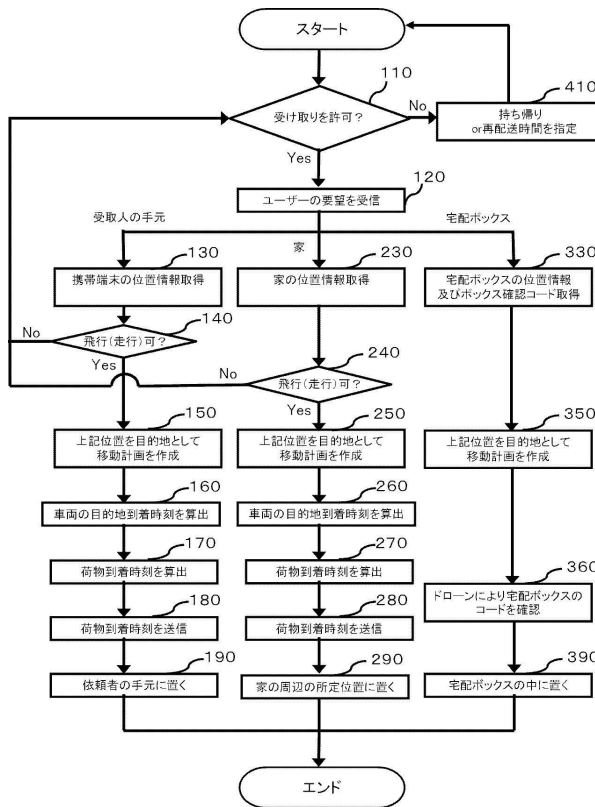 スタート
110
受け取りを許可？
No
410
持ち帰り
or再配送時間を指定
Yes
120
ユーザーの要望を受信
受取人の手元
家
宅配ボックス
130
携帯端末の位置情報取得
230
家の位置情報取得
330
宅配ボックスの位置情報
及びボックス確認コード取得
No
140
飛行(走行)可？
Yes
No
240
飛行(走行)可？
Yes
150
上記位置を目的地として
移動計画を作成
250
上記位置を目的地として
移動計画を作成
350
上記位置を目的地として
移動計画を作成
160
車両の目的地到着時刻を算出
260
車両の目的地到着時刻を算出
170
荷物到着時刻を算出
270
荷物到着時刻を算出
360
ドローンにより宅配ボックスの
コードを確認
180
荷物到着時刻を送信
280
荷物到着時刻を送信
190
依頼者の手元に置く
290
家の周辺の所定位置に置く
390
宅配ボックスの中に置く
エンド